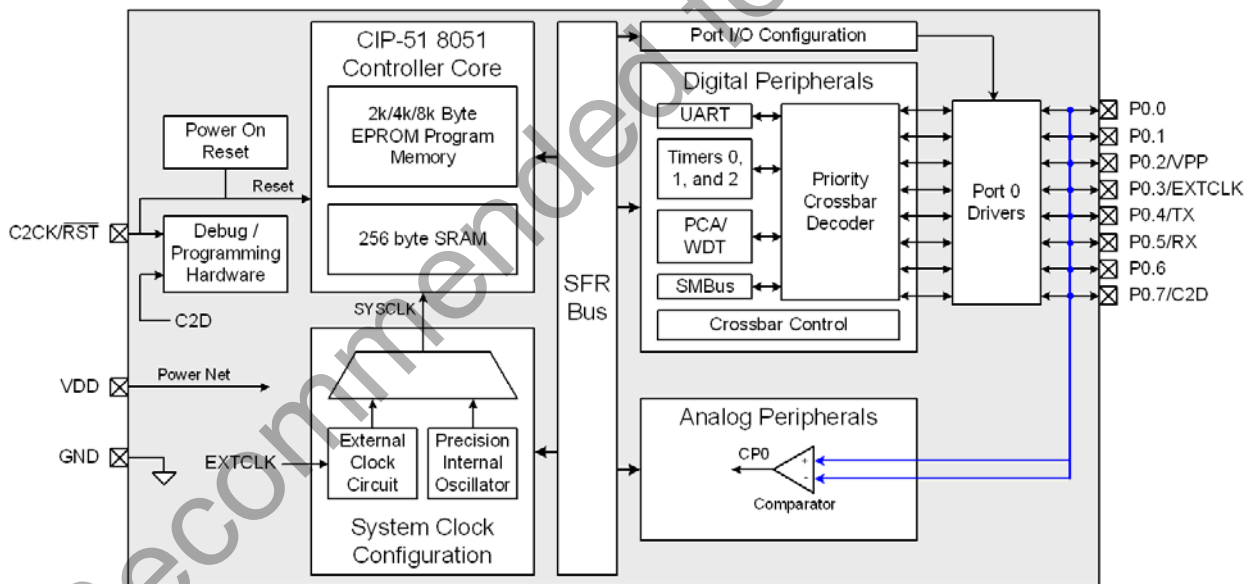 CIP-51 8051
Controller Core
2k/4k/8k Byte
EPROM Program
Memory
256 byte SRAM
Power On
Reset
Reset
C2CK/RST
Debug /
Programming
Hardware
C2D
SYSCLK
VDD
Power Net
GND
EXTCLK
External
Clock
Circuit
Precision
Internal
Oscillator
System Clock
Configuration
SFR
Bus
Port I/O Configuration
Digital Peripherals
UART
Timers 0,
1, and 2
PCA/
WDT
SMBus
Priority
Crossbar
Decoder
Crossbar Control
Port 0
Drivers
P0.0
P0.1
P0.2/VPP
P0.3/EXTCLK
P0.4/TX
P0.5/RX
P0.6
P0.7/C2D
Analog Peripherals
CP0
+
-
Comparator
ecommended